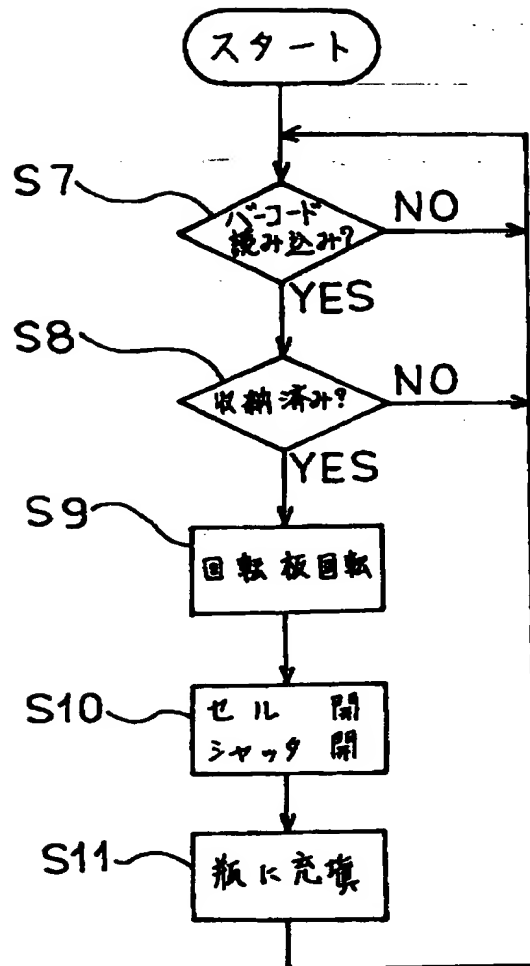 スタート
S7
バーコード
読み込み?
NO
YES
S8
収納済み?
NO
YES
S9
回転板回転
S10
セル 開
シャッタ 開
S11
瓶に充填